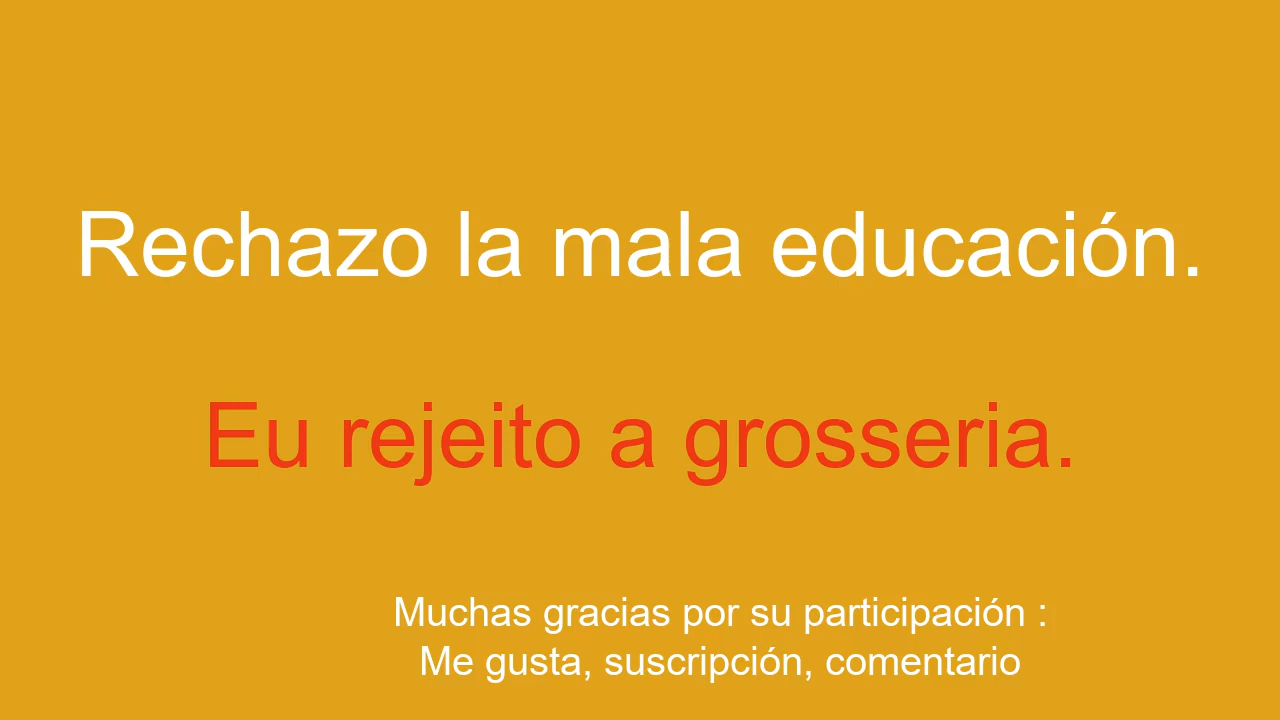 Rechazo la mala educación.
Eu rejeito a grosseria.
Muchas gracias por su participación :
Me gusta, suscripción, comentario